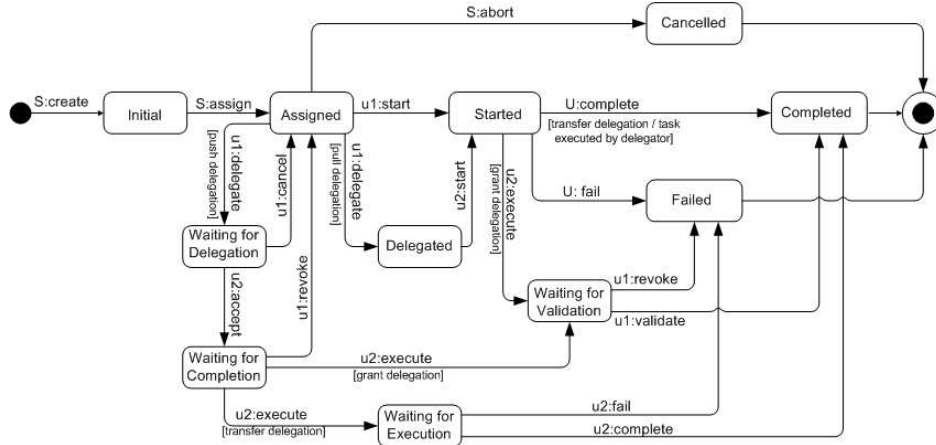 S:abort
Cancelled
S:create
Initial
S:assign
Assigned
u1:start
Started
U:complete
[transfer delegation / task
executed by delegator]
Completed
u1:delegate
[push delegation]
u1:cancel
u1:revoke
u1:delegate
[pull delegation]
u2:start
u2:execute
[grant delegation]
U: fail
Failed
Waiting for
Delegation
Delegated
u2:accept
Waiting for
Validation
u1:revoke
u1:validate
Waiting for
Completion
u2:execute
[grant delegation]
u2:execute
[transfer delegation]
Waiting for
Execution
u2:fail
u2:complete